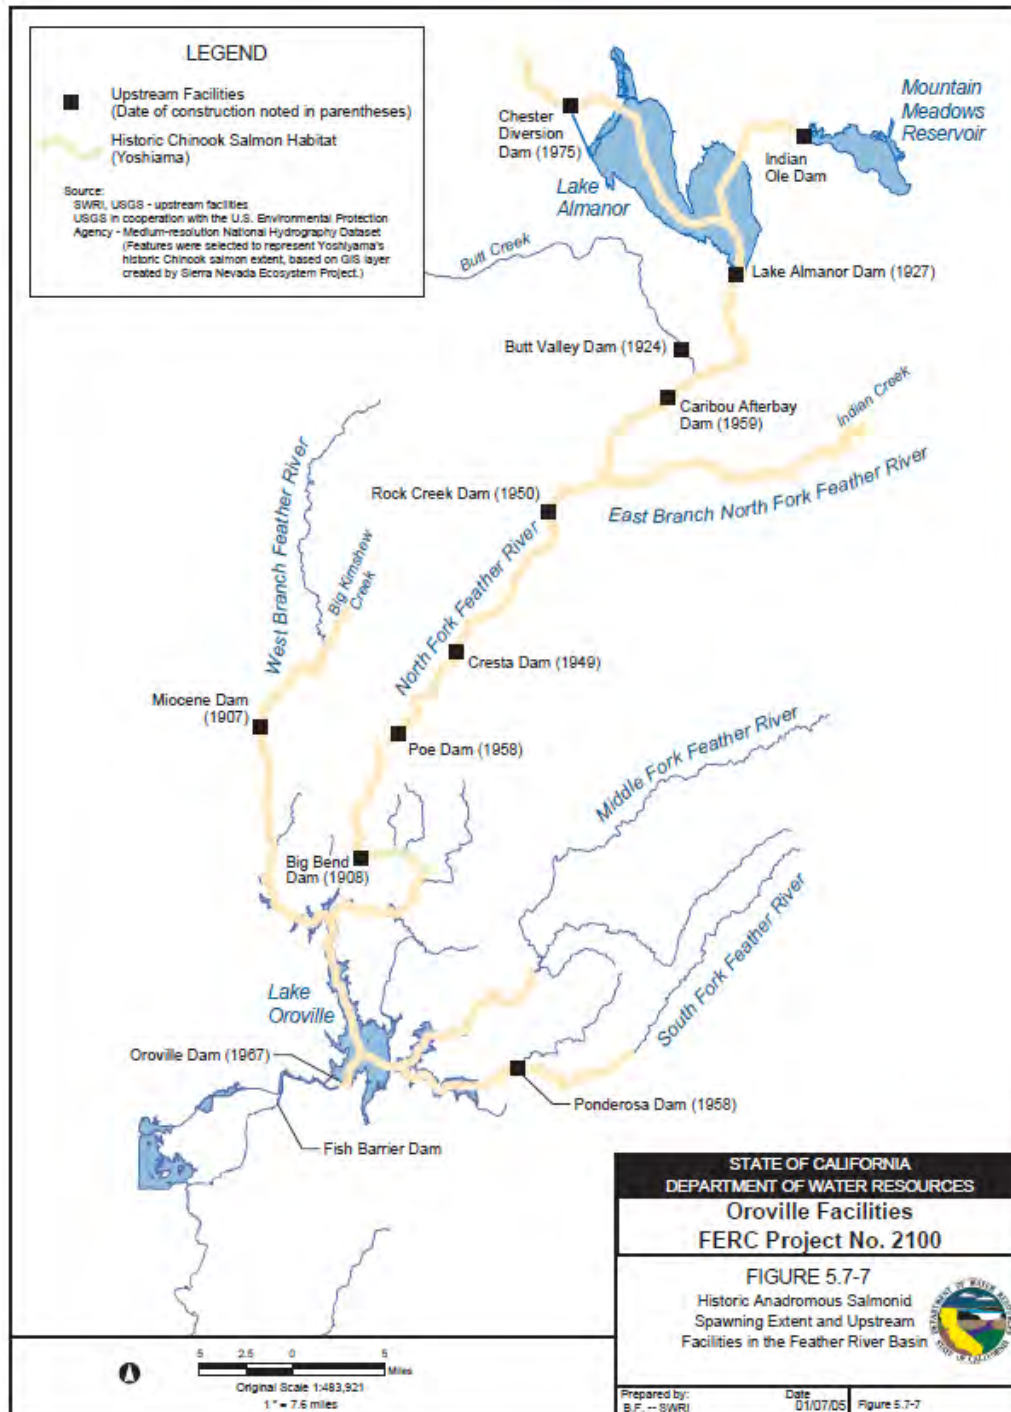 LEGEND
Upstream Facilities
(Date of construction noted in parentheses)
Historic Chinook Salmon Habitat
(Yoshiama)
Source:
SWRI, USGS - upstream facilities
USGS in cooperation with the U.S. Environmental Protection
Agency - Medium-resolution National Hydrography Dataset
(Features were selected to represent Yoshiyama's
historic Chinook salmon extent, based on GIS layer
created by Sierra Nevada Ecosystem Project.)
Mountain
Meadows
Reservoir
Chester
Diversion
Dam (1975)
Indian
Ole Dam
Lake
Almanor
Butt Creek
Lake Almanor Dam (1927)
Butt Valley Dam (1924)
Caribou Afterbay
Dam (1959)
Indian Creek
East Branch North Fork Feather River
Rock Creek Dam (1950)
West Branch Feather River
Big Kimshew
Creek
North Fork Feather River
Cresta Dam (1949)
Miocene Dam
(1907)
Poe Dam (1958)
Middle Fork Feather River
Big Bend
Dam (1908)
South Fork Feather River
Lake
Oroville
Oroville Dam (1967)
Ponderosa Dam (1958)
Fish Barrier Dam
STATE OF CALIFORNIA
DEPARTMENT OF WATER RESOURCES
Oroville Facilities
FERC Project No. 2100
FIGURE 5.7-7
Historic Anadromous Salmonid
Spawning Extent and Upstream
Facilities in the Feather River Basin
DEPARTMENT OF WATER RESOURCES
STATE OF CALIFORNIA
5 2.5 0 5
Miles
Original Scale 1:483,921
1 " = 7.6 miles
Prepared by:
B.F. -- SWRI
Date
01/07/05
Figure 5.7-7